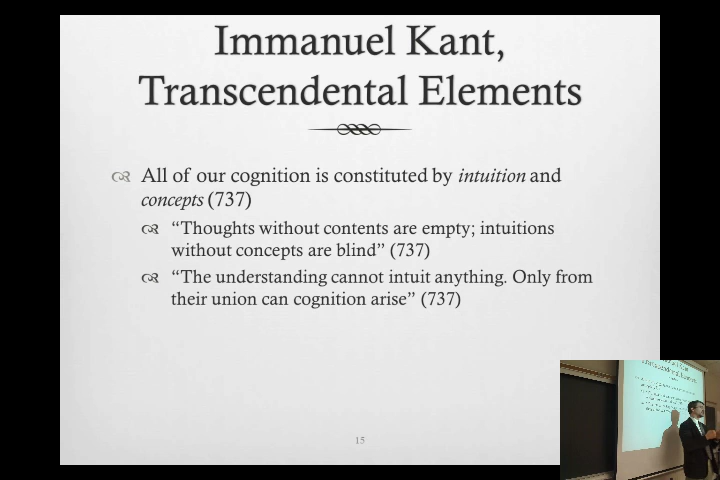 Immanuel Kant,
Transcendental Elements
All of our cognition is constituted by intuition and
concepts (737)
“Thoughts without contents are empty; intuitions
without concepts are blind” (737)
“The understanding cannot intuit anything. Only from
their union can cognition arise” (737)
15